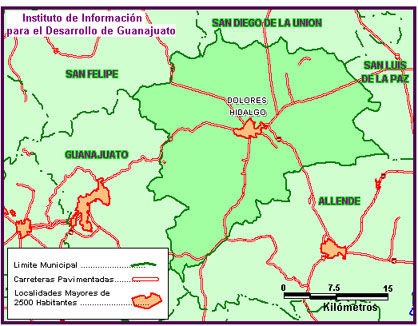 Instituto de Información
para el Desarrollo de Guanajuato
SAN DIEGO DE LA UNION
SAN FELIPE
SAN LUIS
DE LA PAZ
DOLORES
HIDALGO
GUANAJUATO
ALLENDE
Limite Municipal
Carreteras Pavimentadas
Localidades Mayores de
2500 Habitantes
0 7.5 15
Kilómetros